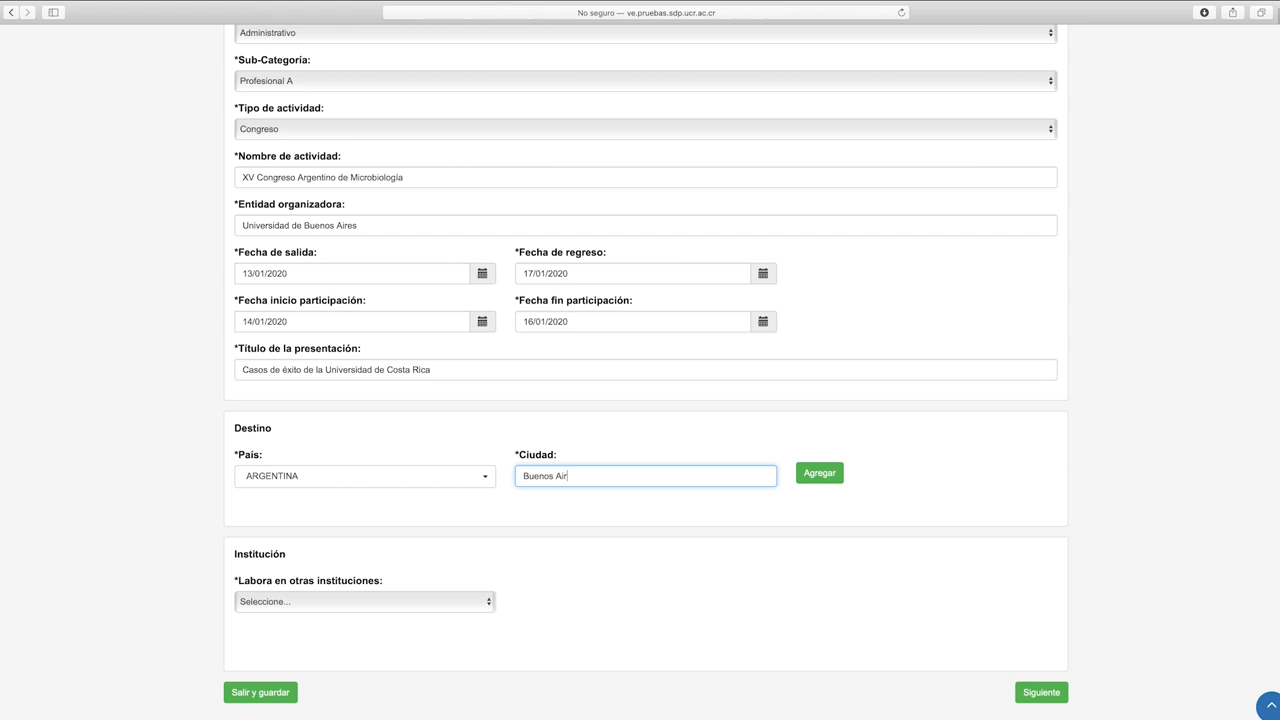 No seguro — ve.pruebas.sdp.ucr.ac.cr
Administrativo
*Sub-Categoría:
Profesional A
*Tipo de actividad:
Congreso
*Nombre de actividad:
XV Congreso Argentino de Microbiología
*Entidad organizadora:
Universidad de Buenos Aires
*Fecha de salida: *Fecha de regreso:
13/01/2020 17/01/2020
*Fecha inicio participación: *Fecha fin participación:
14/01/2020 16/01/2020
*Título de la presentación:
Casos de éxito de la Universidad de Costa Rica
Destino
*País: *Ciudad:
ARGENTINA Buenos Air Agregar
Institución
*Labora en otras instituciones:
Seleccione...
Salir y guardar Siguiente